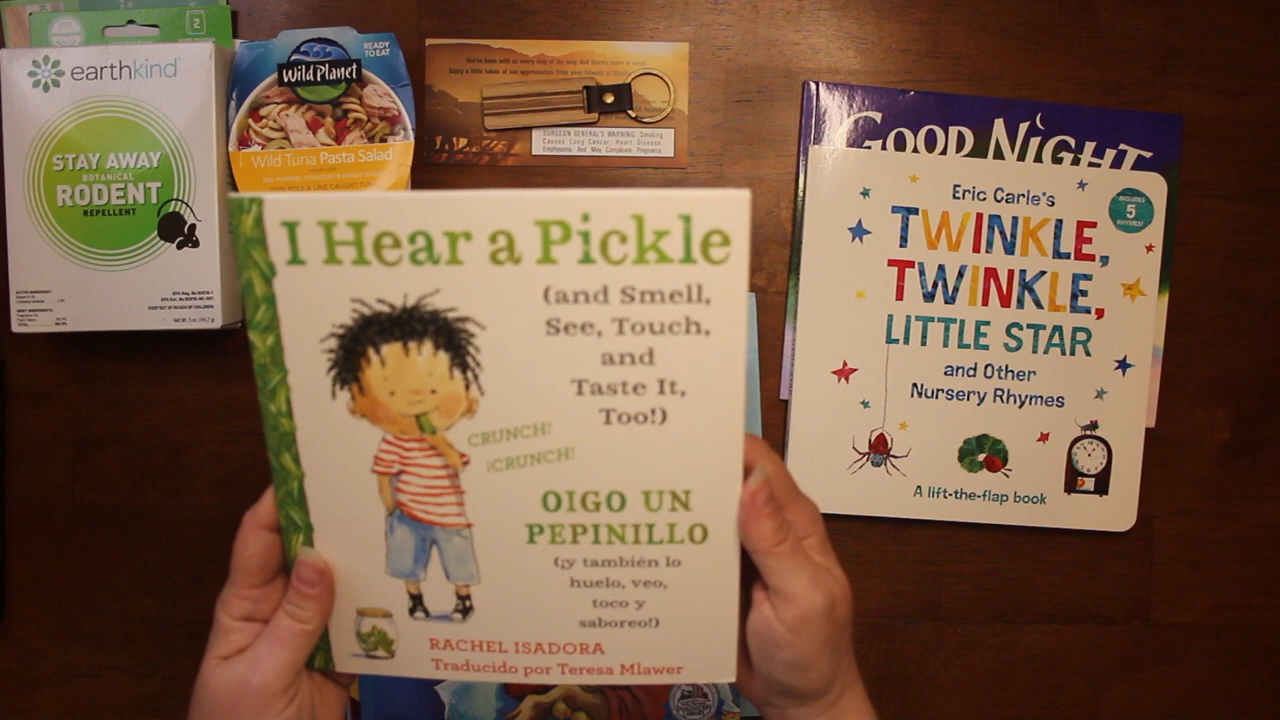 earthkind
STAY AWAY
BOTANICAL
RODENT
REPELLENT
2
READY
TO EAT
Wild Planet
Wild Tuna Pasta Salad
SURGEON GENERAL'S WARNING: Smoking
Causes Lung Cancer, Heart Disease
Emphysema, And May Complicate Pregnancy.
GOOD NIGHT
Eric Carle's
INCLUDES
5
RHYMES!
TWINKLE,
TWINKLE,
LITTLE STAR
and Other
Nursery Rhymes
A lift-the-flap book
I Hear a Pickle
(and Smell,
See, Touch,
and
Taste It,
Too!)
CRUNCH!
¡CRUNCH!
OIGO UN
PEPINILLO
(¡y también lo
huelo, veo,
toco y
saboreo!)
RACHEL ISADORA
Traducido por Teresa Mlawer